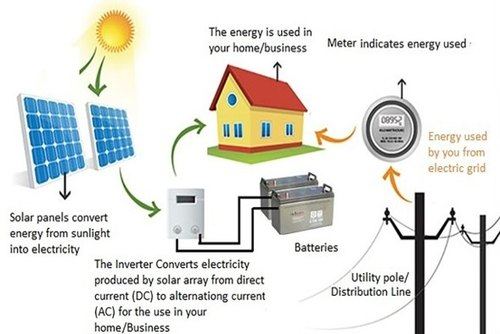 The energy is used in
your home/business
Meter indicates energy used
08952
Energy used
by you from
electric grid
Solar panels convert
energy from sunlight
into electricity
Batteries
The Inverter Converts electricity
produced by solar array from direct
current (DC) to alternationg current
(AC) for the use in your
home/Business
Utility pole/
Distribution Line